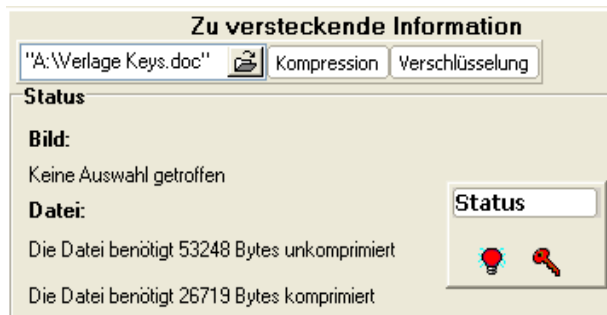 Zu versteckende Information
"A:\Verlage Keys.doc" Kompression Verschlüsselung
Status
Bild:
Keine Auswahl getroffen
Datei:
Status
Die Datei benötigt 53248 Bytes unkomprimiert
Die Datei benötigt 26719 Bytes komprimiert